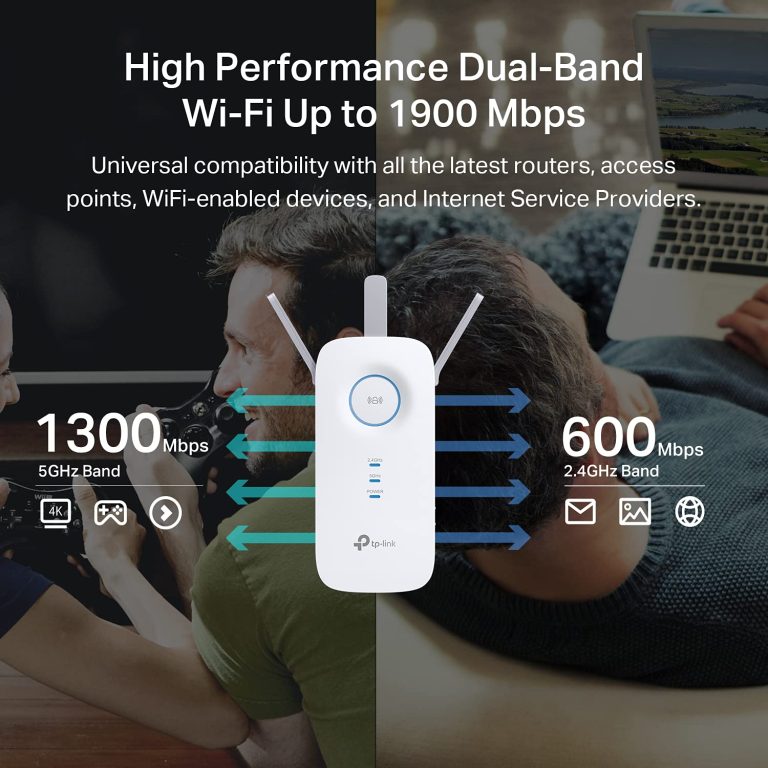 High Performance Dual-Band
Wi-Fi Up to 1900 Mbps
Universal compatibility with all the latest routers, access
points, WiFi-enabled devices, and Internet Service Providers.
1300Mbps
5GHz Band
4K
600Mbps
2.4GHz Band
2.4GHz
5GHz
POWER
tp-link